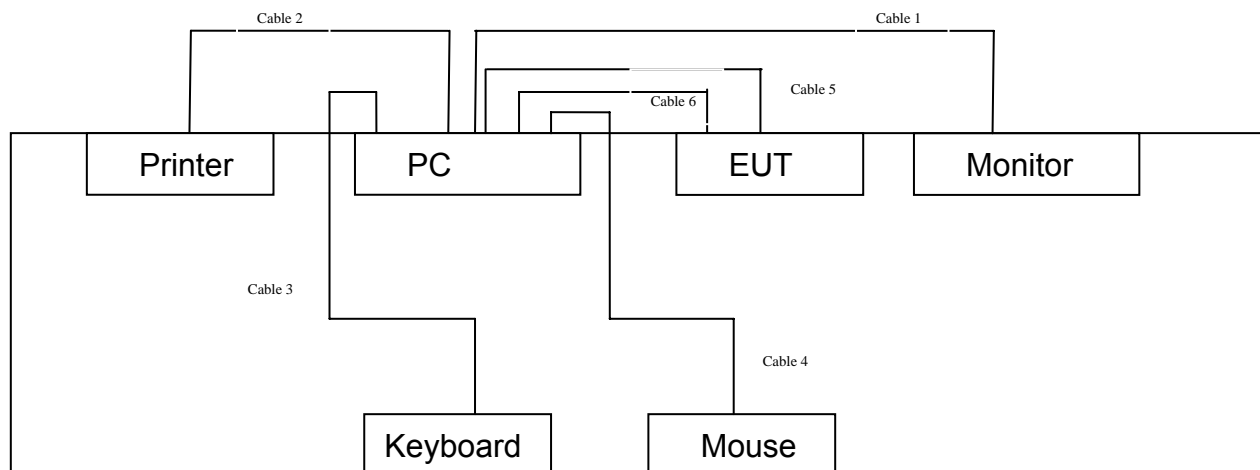 Cable 2
Cable 1
Cable 5
Cable 6
Printer
PC
EUT
Monitor
Cable 3
Cable 4
Keyboard
Mouse